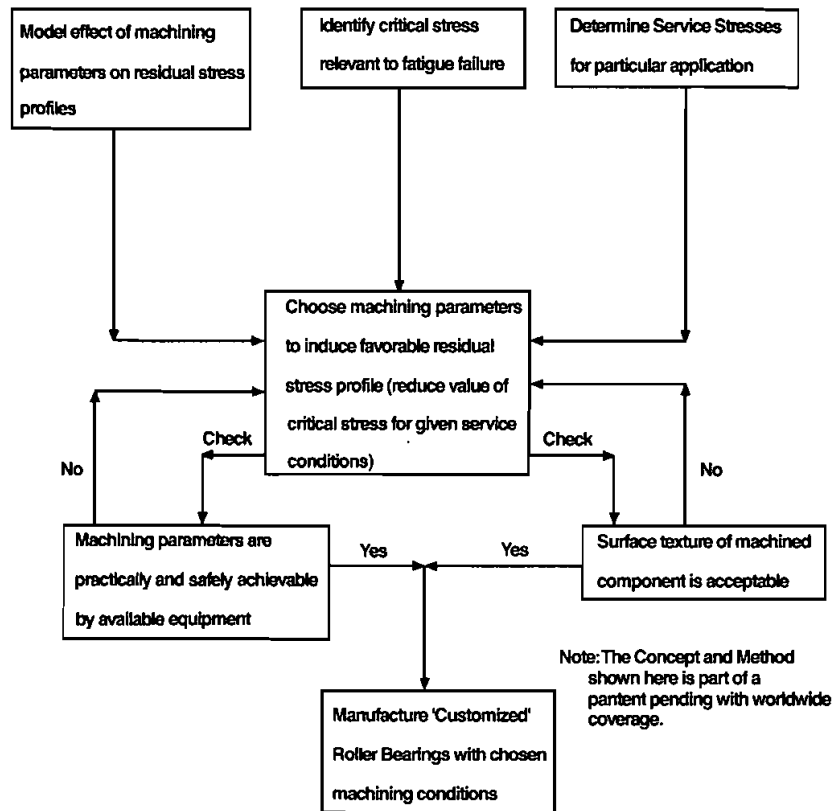 Model effect of machining
parameters on residual stress
profiles
Identify critical stress
relevant to fatigue failure
Determine Service Stresses
for particular application
Choose machining parameters
to induce favorable residual
stress profile (reduce value of
critical stress for given service
conditions)
Check
Check
No
No
Machining parameters are
practically and safely achievable
by available equipment
Yes
Yes
Surface texture of machined
component is acceptable
Note: The Concept and Method
shown here is part of a
pantent pending with worldwide
coverage.
Manufacture 'Customized'
Roller Bearings with chosen
machining conditions